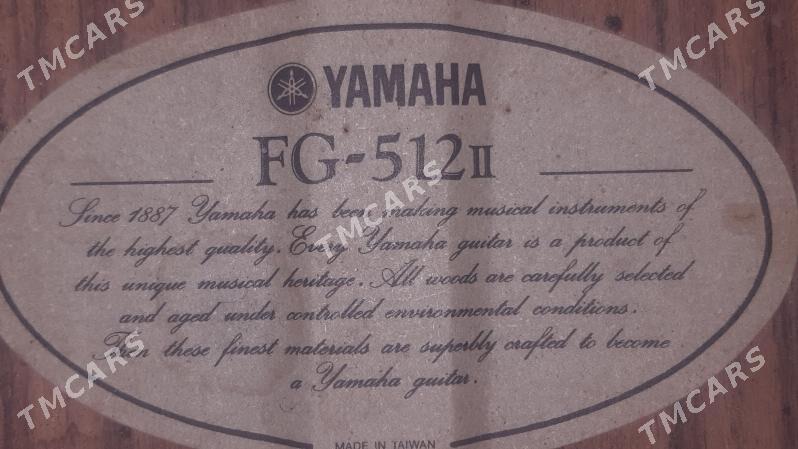 TMCARS
TMCARS
YAMAHA
FG-512II
Since 1887 Yamaha has been making musical instruments of
the highest quality. Every Yamaha guitar is a product of
TMCARS
this unique musical heritage. All woods are carefully selected
and aged under controlled environmental conditions.
Then these finest materials are superbly crafted to become
a Yamaha guitar.
TMCARS
TMCARS
MADE IN TAIWAN